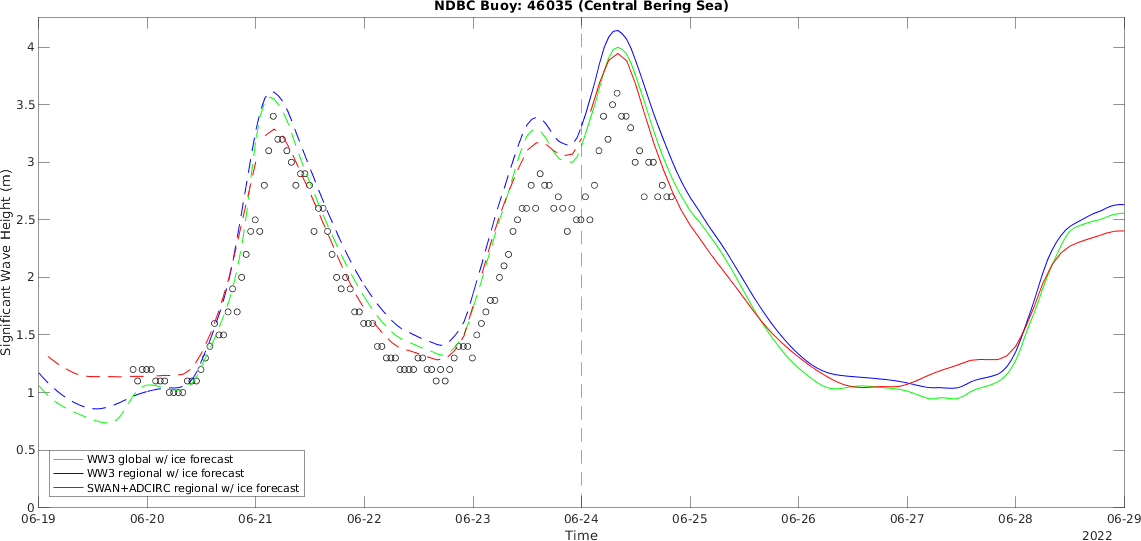 NDBC Buoy: 46035 (Central Bering Sea)
4
3.5
3
2.5
2
1.5
1
0.5
0
Significant Wave Height (m)
WW3 global w/ ice forecast
WW3 regional w/ ice forecast
SWAN+ADCIRC regional w/ ice forecast
06-19 06-20 06-21 06-22 06-23 06-24 06-25 06-26 06-27 06-28 06-29
Time
2022